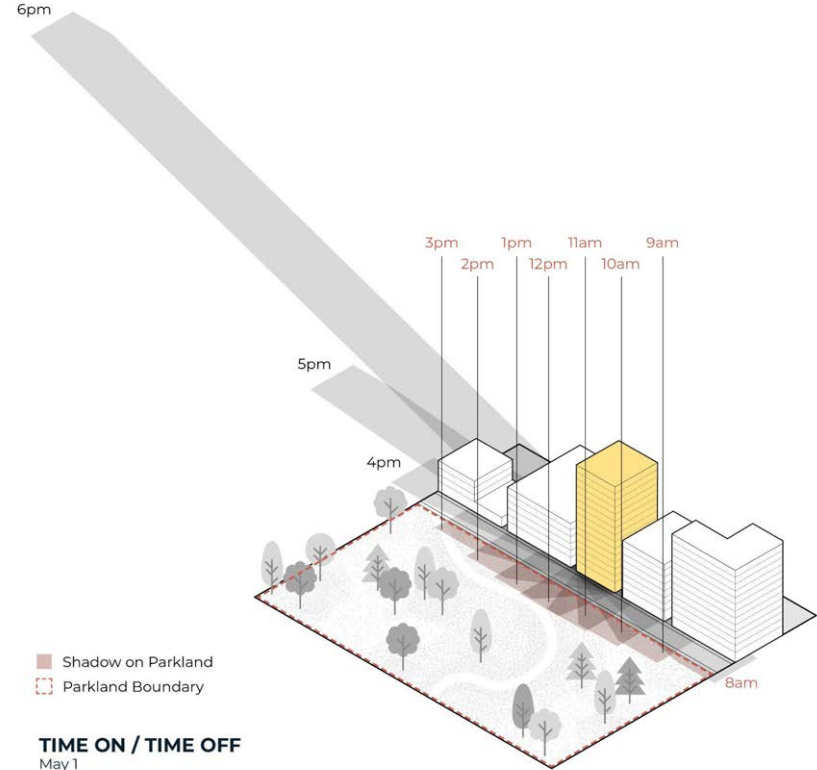 6pm
3pm
1pm
11am
9am
2pm
12pm
10am
5pm
4pm
Shadow on Parkland
Parkland Boundary
8am
TIME ON / TIME OFF
May 1